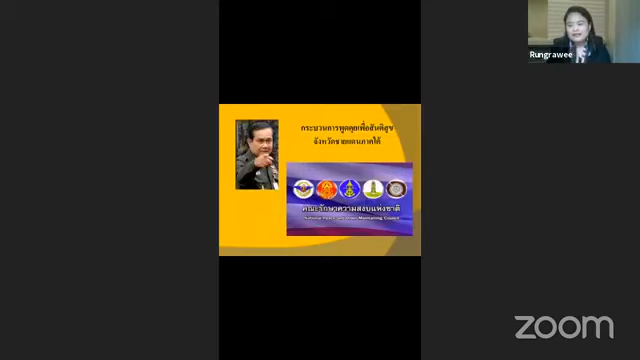 Rungrawee
กระบวนการพูดคุยเพื่อสันติสุข
จังหวัดชายแดนภาคใต้
คณะรักษาความสงบแห่งชาติ
National Peace and Order Maintaining Council
zoom